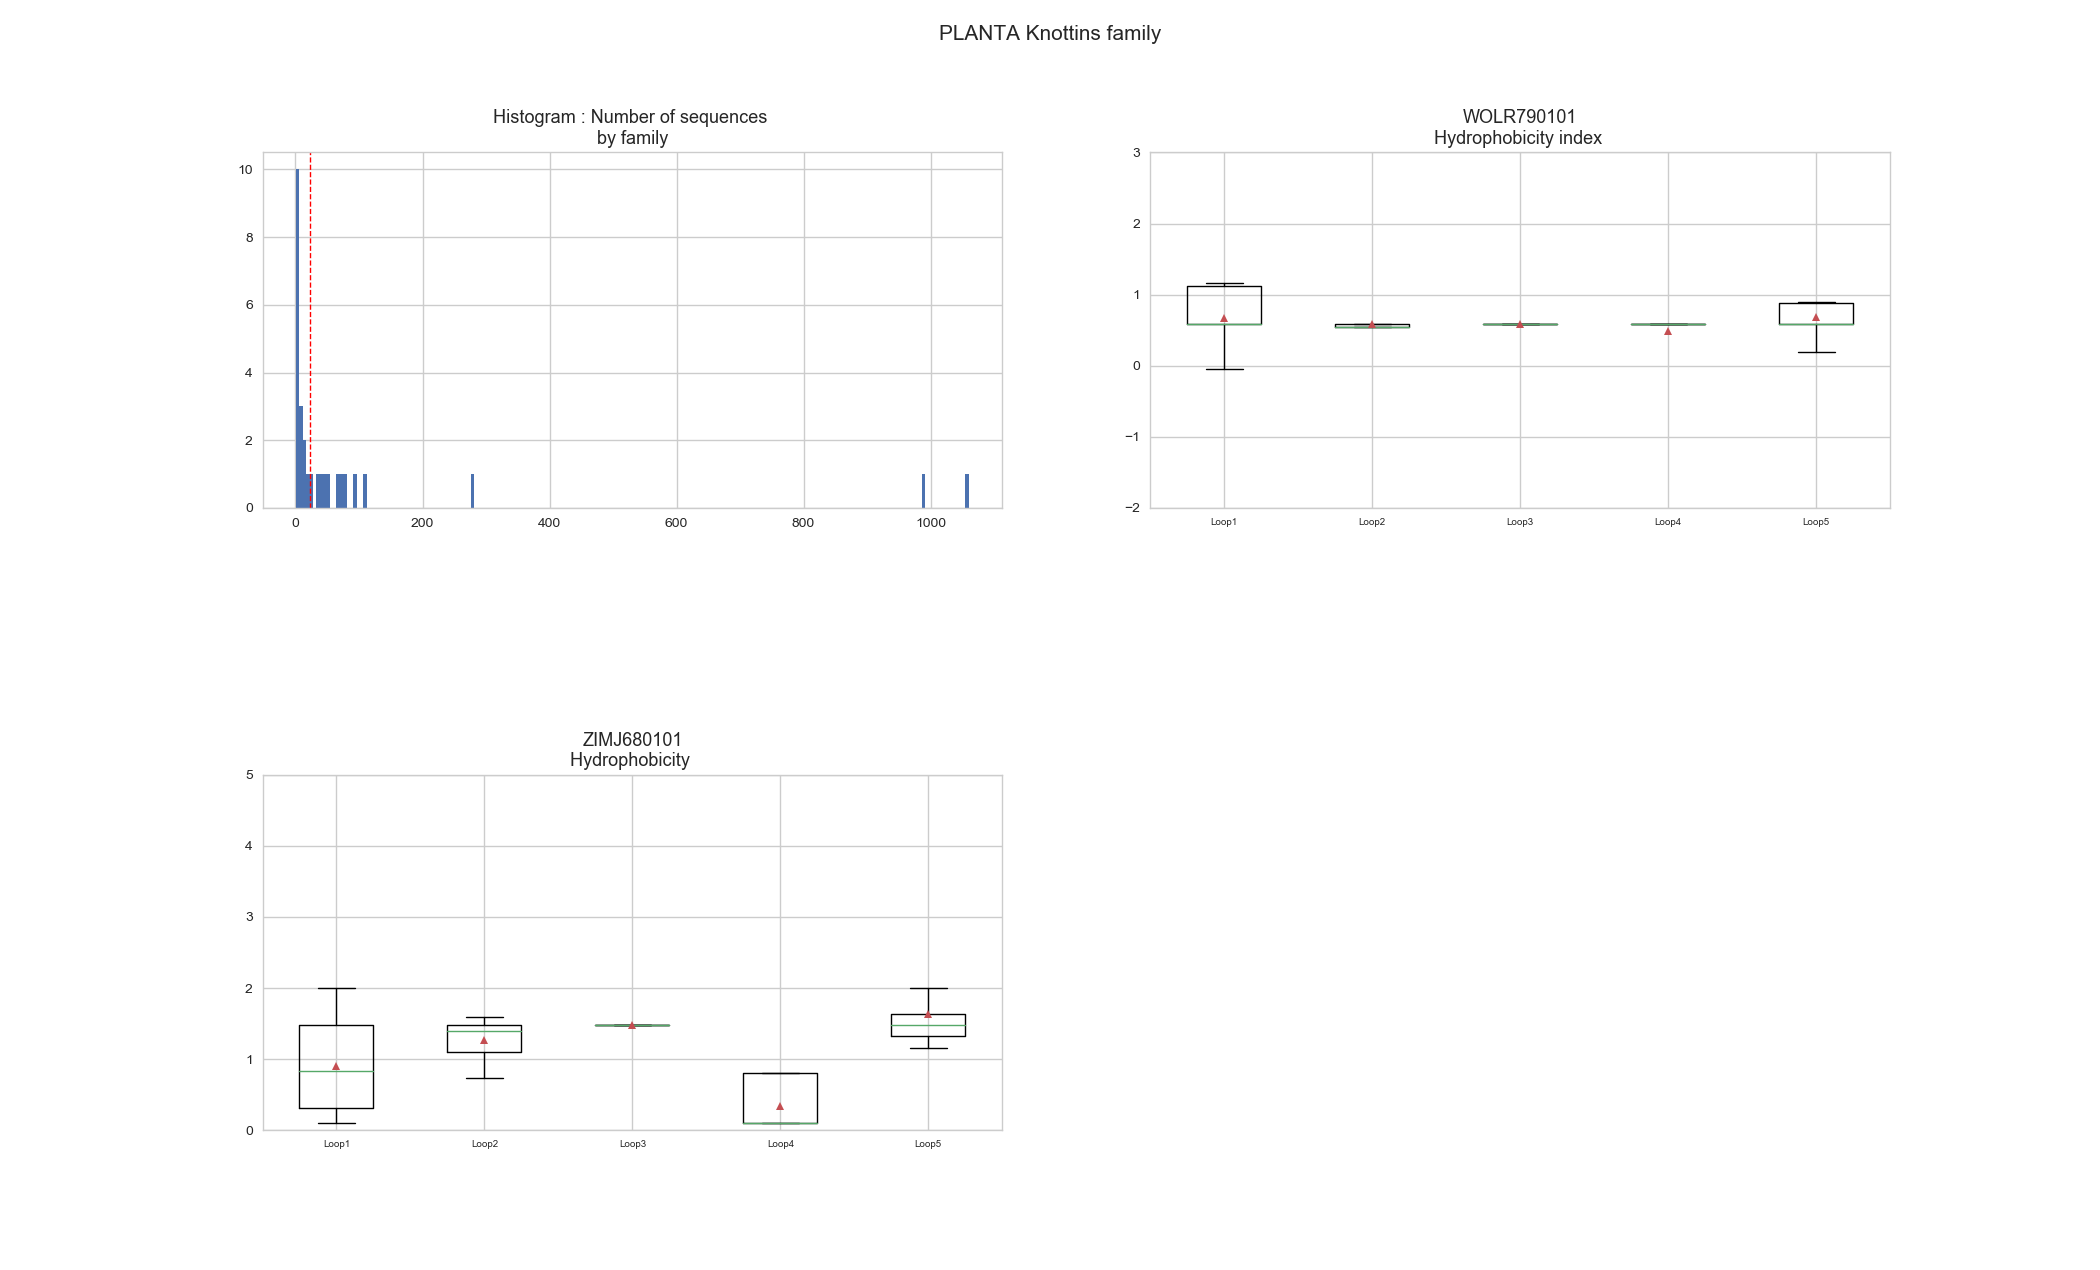 PLANTA Knottins family
Histogram : Number of sequences
by family
10
8
6
4
2
0
0 200 400 600 800 1000
WOLR790101
Hydrophobicity index
3
2
1
0
−1
−2
Loop1 Loop2 Loop3 Loop4 Loop5
ZIMJ680101
Hydrophobicity
5
4
3
2
1
0
Loop1 Loop2 Loop3 Loop4 Loop5